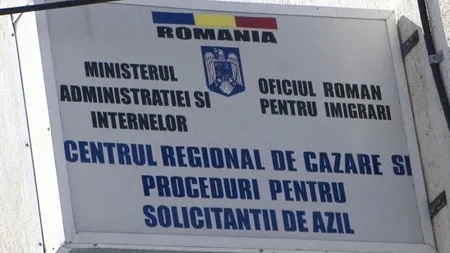 ROMANIA
MINISTERUL
ADMINISTRATIEI SI
INTERNELOR
OFICIUL ROMAN
PENTRU IMIGRARI
CENTRUL REGIONAL DE CAZARE SI
PROCEDURI PENTRU
SOLICITANTII DE AZIL